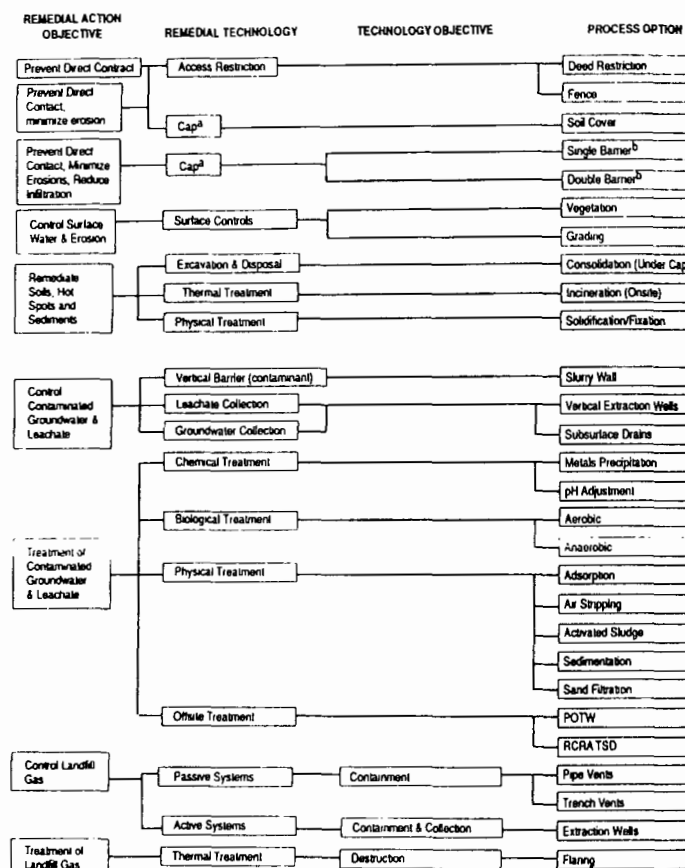 REMEDIAL ACTION
OBJECTIVE
REMEDIAL TECHNOLOGY
TECHNOLOGY OBJECTIVE
PROCESS OPTION
Prevent Direct Contract
Access Restriction
Deed Restriction
Fence
Prevent Direct
Contact,
minimize erosion
Capa
Soil Cover
Prevent Direct
Contact, Minimize
Erosions, Reduce
Infiltration
Capa
Single Barrierb
Double Barrierb
Control Surface
Water & Erosion
Surface Controls
Vegetation
Grading
Remediate
Soils, Hot
Spots and
Sediments
Excavation & Disposal
Consolidation (Under Cap
Thermal Treatment
Incineration (Onsite)
Physical Treatment
Solidification/Fixation
Control
Contaminated
Groundwater &
Leachate
Vertical Barrier (contaminant)
Slurry Wall
Leachate Collection
Vertical Extraction Wells
Groundwater Collection
Subsurface Drains
Treatment of
Contaminated
Groundwater
& Leachate
Chemical Treatment
Metals Precipitation
pH Adjustment
Biological Treatment
Aerobic
Anaerobic
Physical Treatment
Adsorption
Air Stripping
Activated Sludge
Sedimentation
Sand Filtration
Offsite Treatment
POTW
RCRA TSD
Control Landfill
Gas
Passive Systems
Containment
Pipe Vents
Trench Vents
Active Systems
Containment & Collection
Extraction Wells
Treatment of
Landfill Gas
Thermal Treatment
Destruction
Flaring